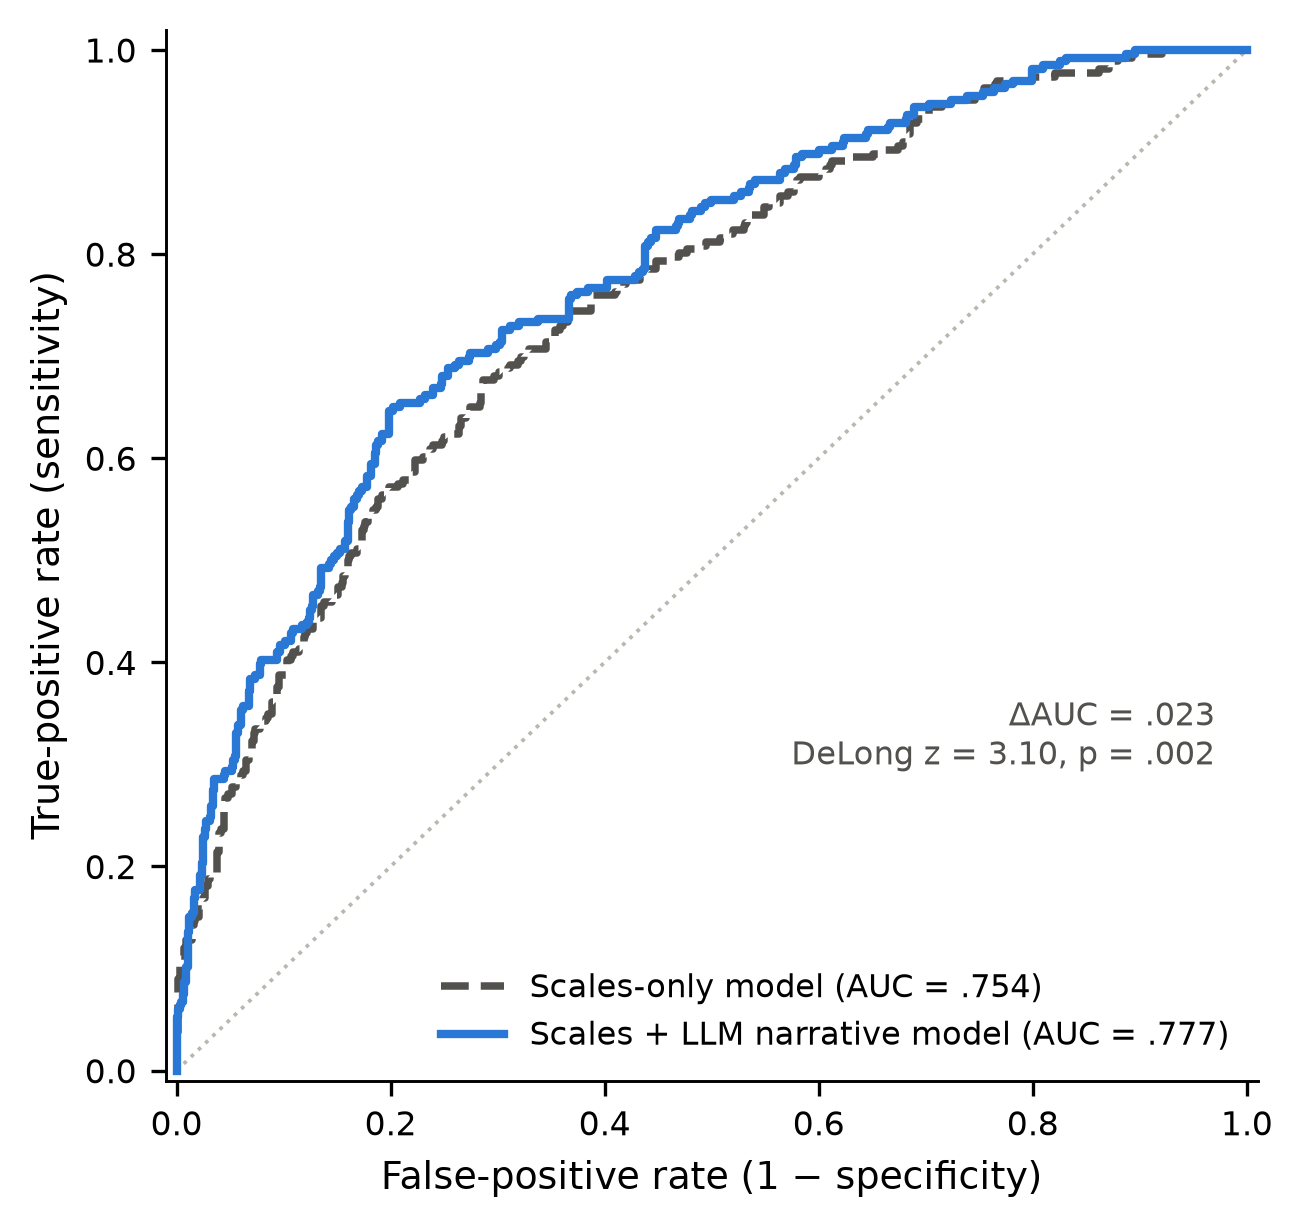 1.0
0.8
0.6
0.4
0.2
0.0
True-positive rate (sensitivity)
ΔAUC = .023
DeLong z = 3.10, p = .002
Scales-only model (AUC = .754)
Scales + LLM narrative model (AUC = .777)
0.0 0.2 0.4 0.6 0.8 1.0
False-positive rate (1 − specificity)